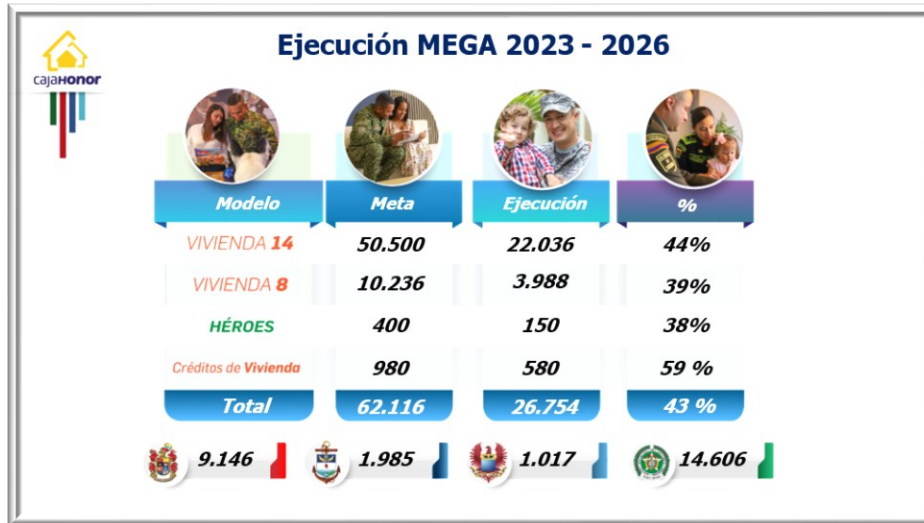 Ejecución MEGA 2023 - 2026
cajaHonor
Modelo Meta Ejecución %
VIVIENDA 14 50.500 22.036 44%
VIVIENDA 8 10.236 3.988 39%
HÉROES 400 150 38%
Créditos de Vivienda 980 580 59 %
Total 62.116 26.754 43 %
9.146 1.985 1.017 14.606